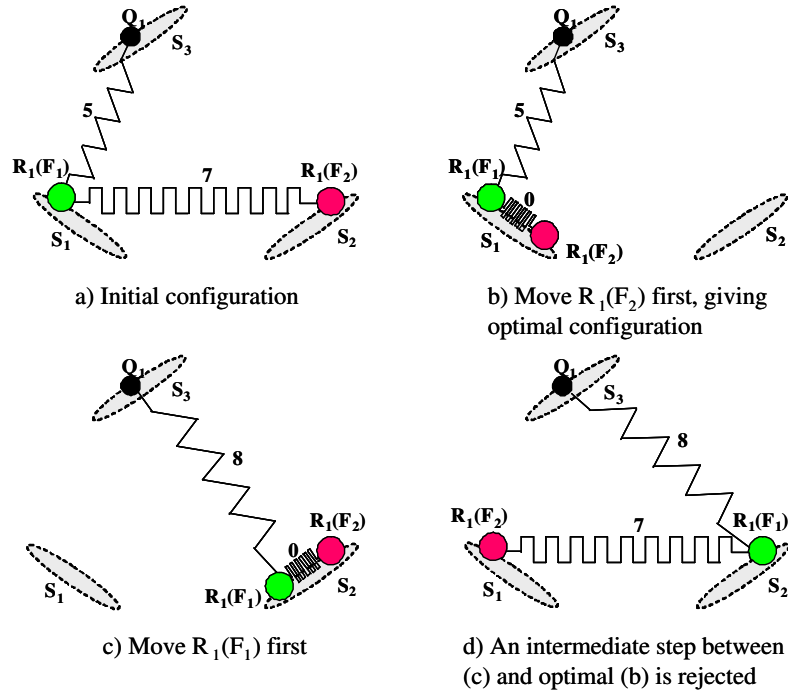 Q1
S3
5
R1(F1)
7
R1(F2)
S1
S2
a) Initial configuration
Q1
S3
5
R1(F1)
0
S1
R1(F2)
S2
b) Move R1(F2) first, giving
optimal configuration
Q1
S3
8
R1(F2)
0
S1
R1(F1)
S2
c) Move R1(F1) first
Q1
S3
8
R1(F2)
7
R1(F1)
S1
S2
d) An intermediate step between
(c) and optimal (b) is rejected